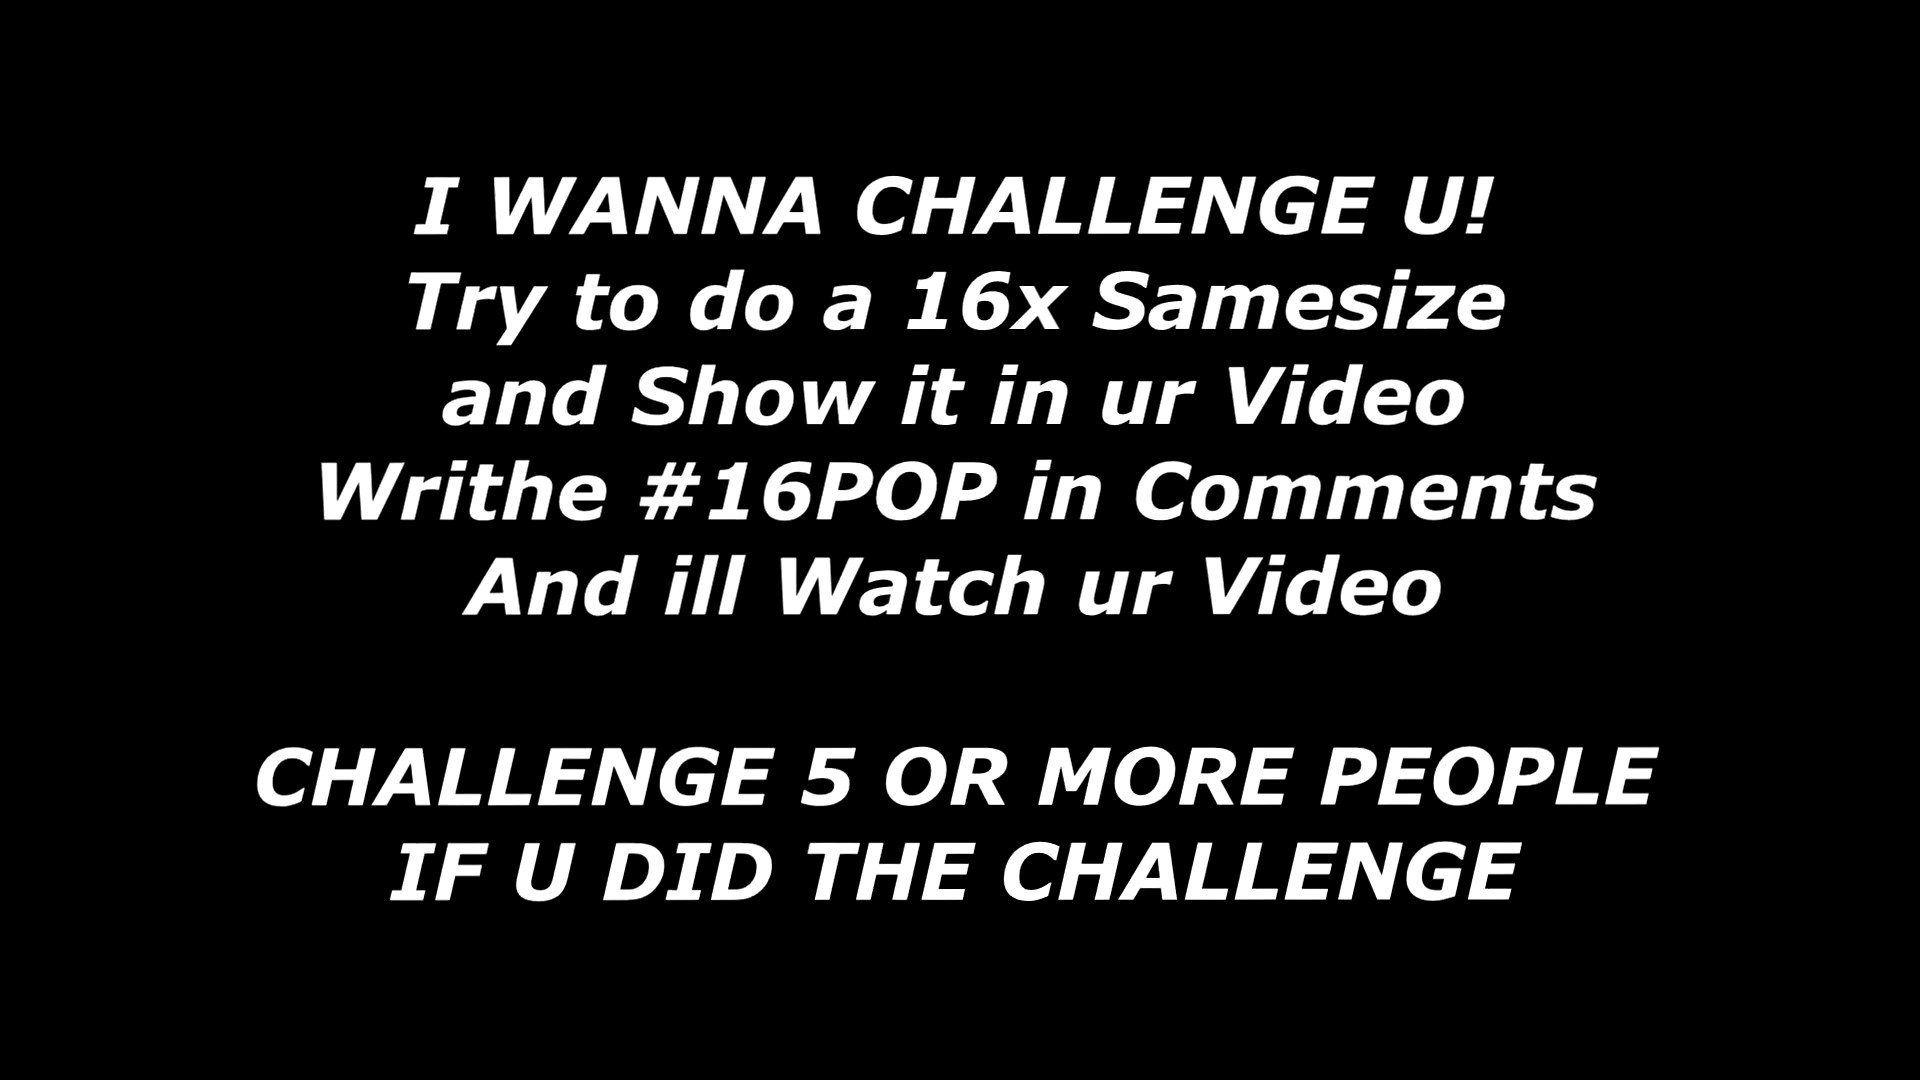 I WANNA CHALLENGE U!
Try to do a 16x Samesize
and Show it in ur Video
Writhe #16POP in Comments
And ill Watch ur Video
CHALLENGE 5 OR MORE PEOPLE
IF U DID THE CHALLENGE